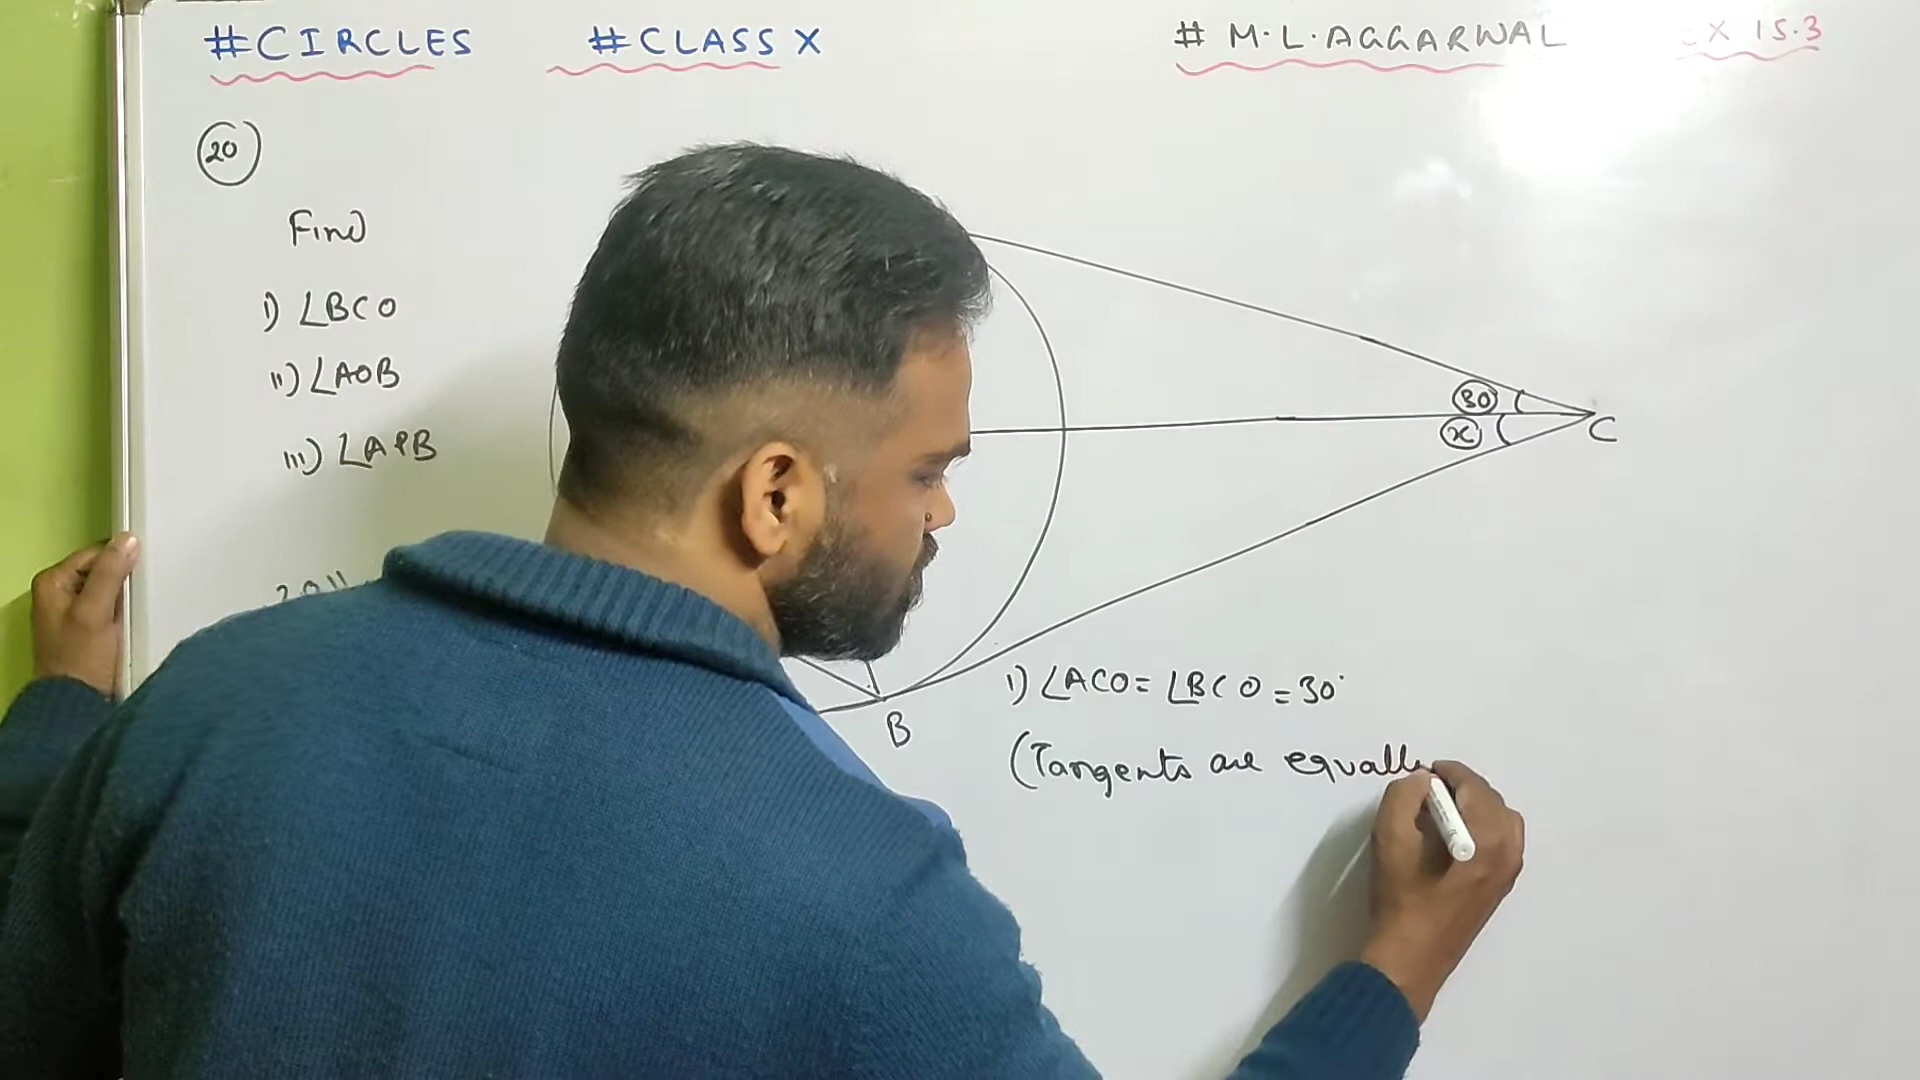 #CIRCLES #CLASS X # M.L.AGGARWAL X 15.3
20
Find
i) ∠BCO
ii) ∠AOB
iii) ∠APB
30
x
C
B
i) ∠ACO = ∠BCO = 30°
(Tangents are equally